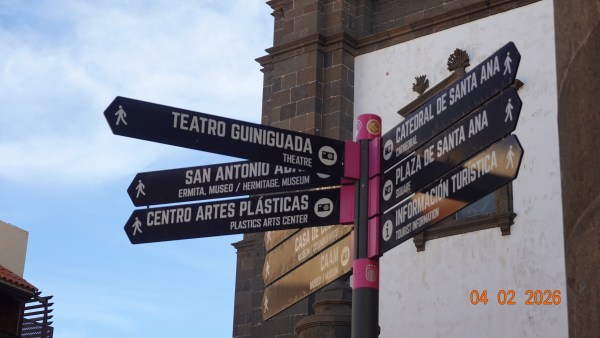 TEATRO GUINIGUADA
THEATRE
SAN ANTONIO
ERMITA, MUSEO / HERMITAGE, MUSEUM
CENTRO ARTES PLÁSTICAS
PLASTICS ARTS CENTER
CASA DE
CAAM
CATEDRAL DE SANTA ANA
CATHEDRAL
PLAZA DE SANTA ANA
SQUARE
INFORMACIÓN TURÍSTICA
TOURIST INFORMATION
04 02 2026